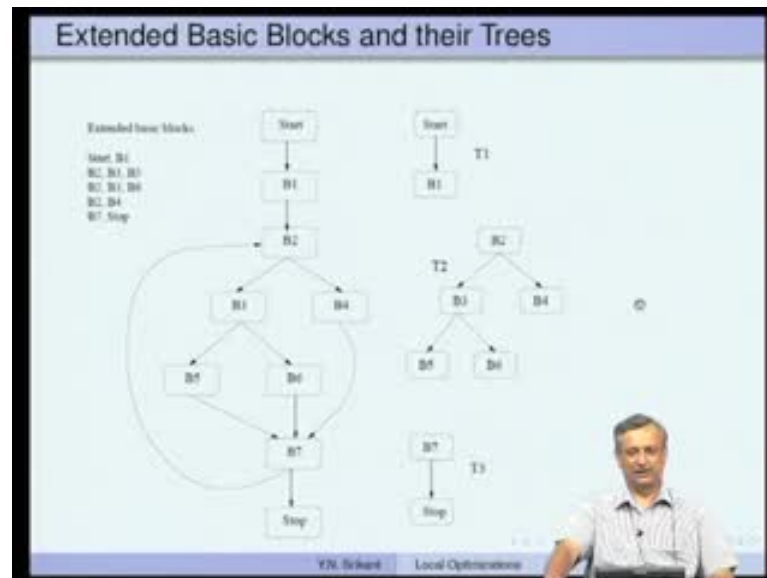 Extended Basic Blocks and their Trees
Extended basic blocks
Start, B1
B2, B3, B5
B2, B3, B6
B2, B4
B7, Stop
Start
B1
B2
B3
B4
B5
B6
B7
Stop
Start
T1
B1
B2
T2
B3
B4
B5
B6
B7
T3
Stop
Y.N. Srikant
Local Optimizations